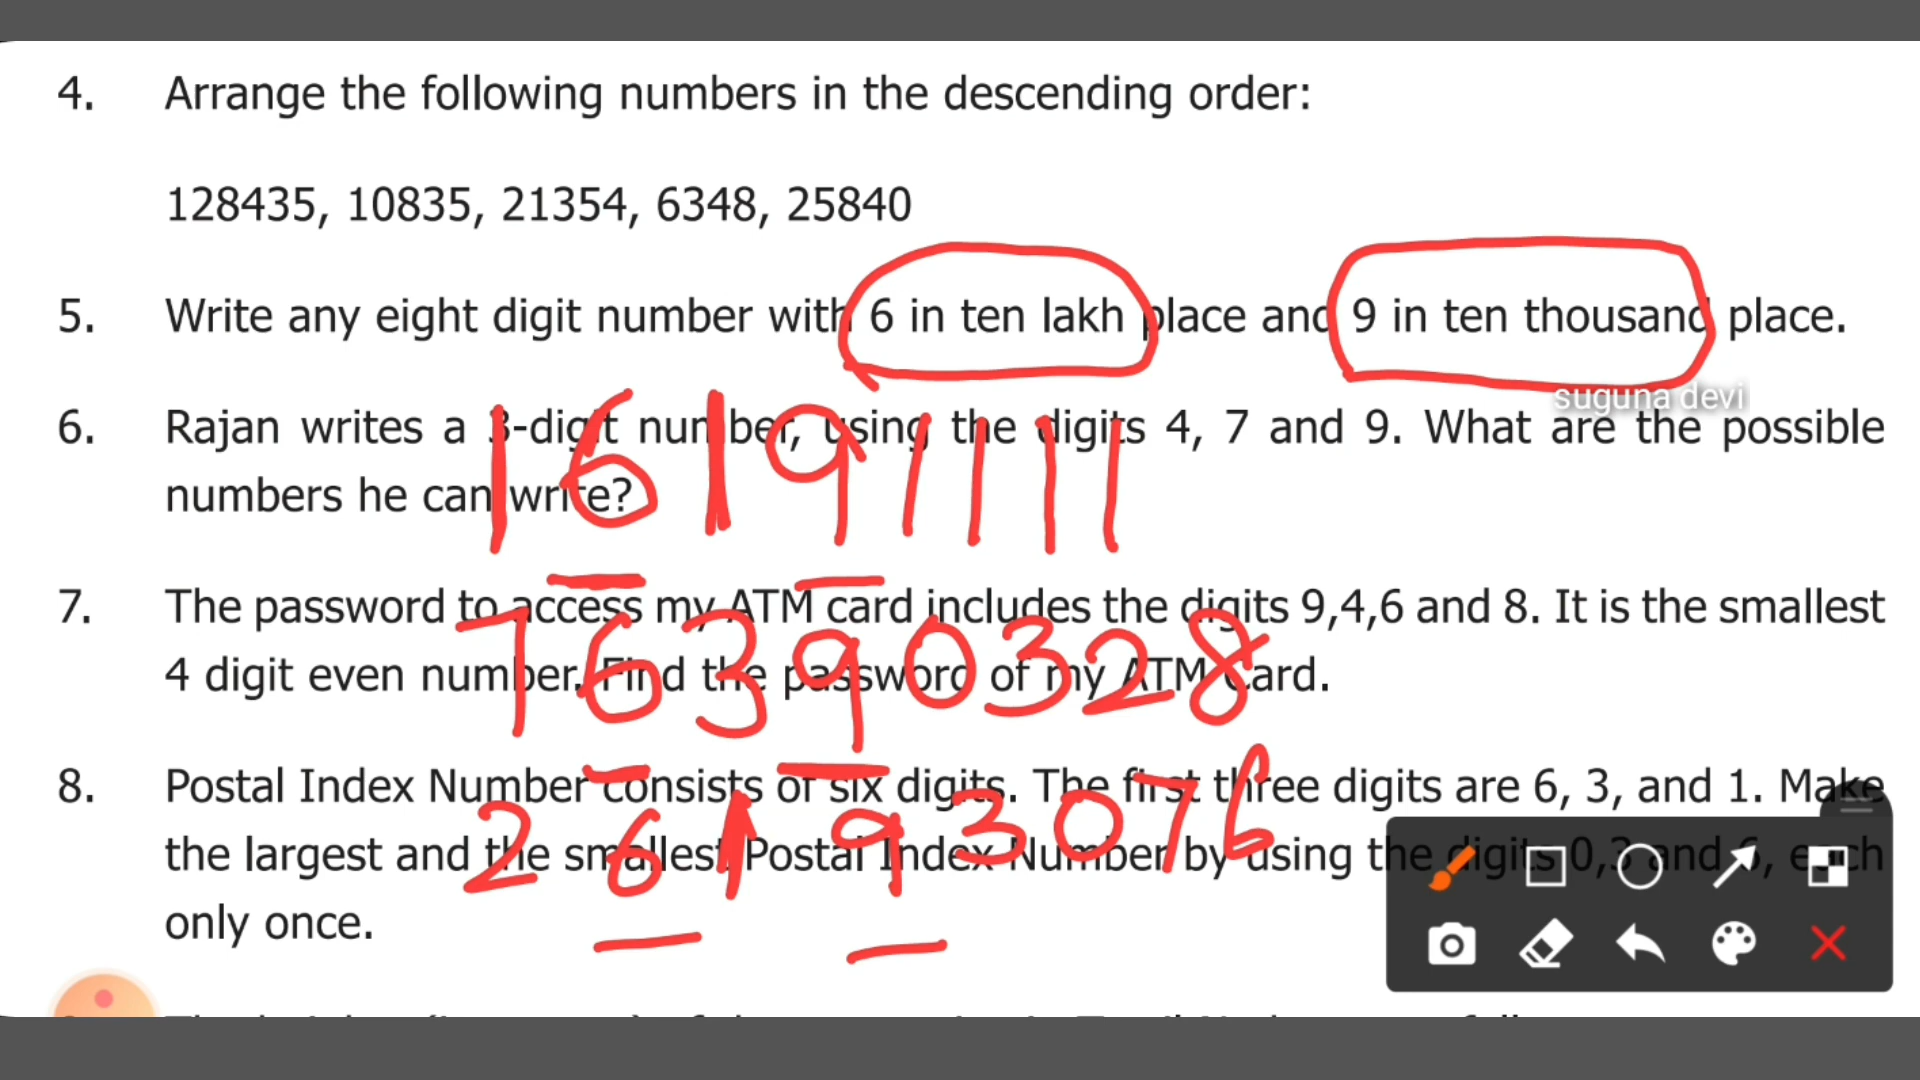 4. Arrange the following numbers in the descending order:
128435, 10835, 21354, 6348, 25840
5. Write any eight digit number with 6 in ten lakh place and 9 in ten thousand place.
suguna devi
6. Rajan writes a 3-digit number, using the digits 4, 7 and 9. What are the possible
numbers he can write?
16191111
7. The password to access my ATM card includes the digits 9,4,6 and 8. It is the smallest
4 digit even number. Find the password of my ATM card.
76390328
8. Postal Index Number consists of six digits. The first three digits are 6, 3, and 1. Make
the largest and the smallest Postal Index Number by using the digits 0,3 and 6, each
26193076
only once.